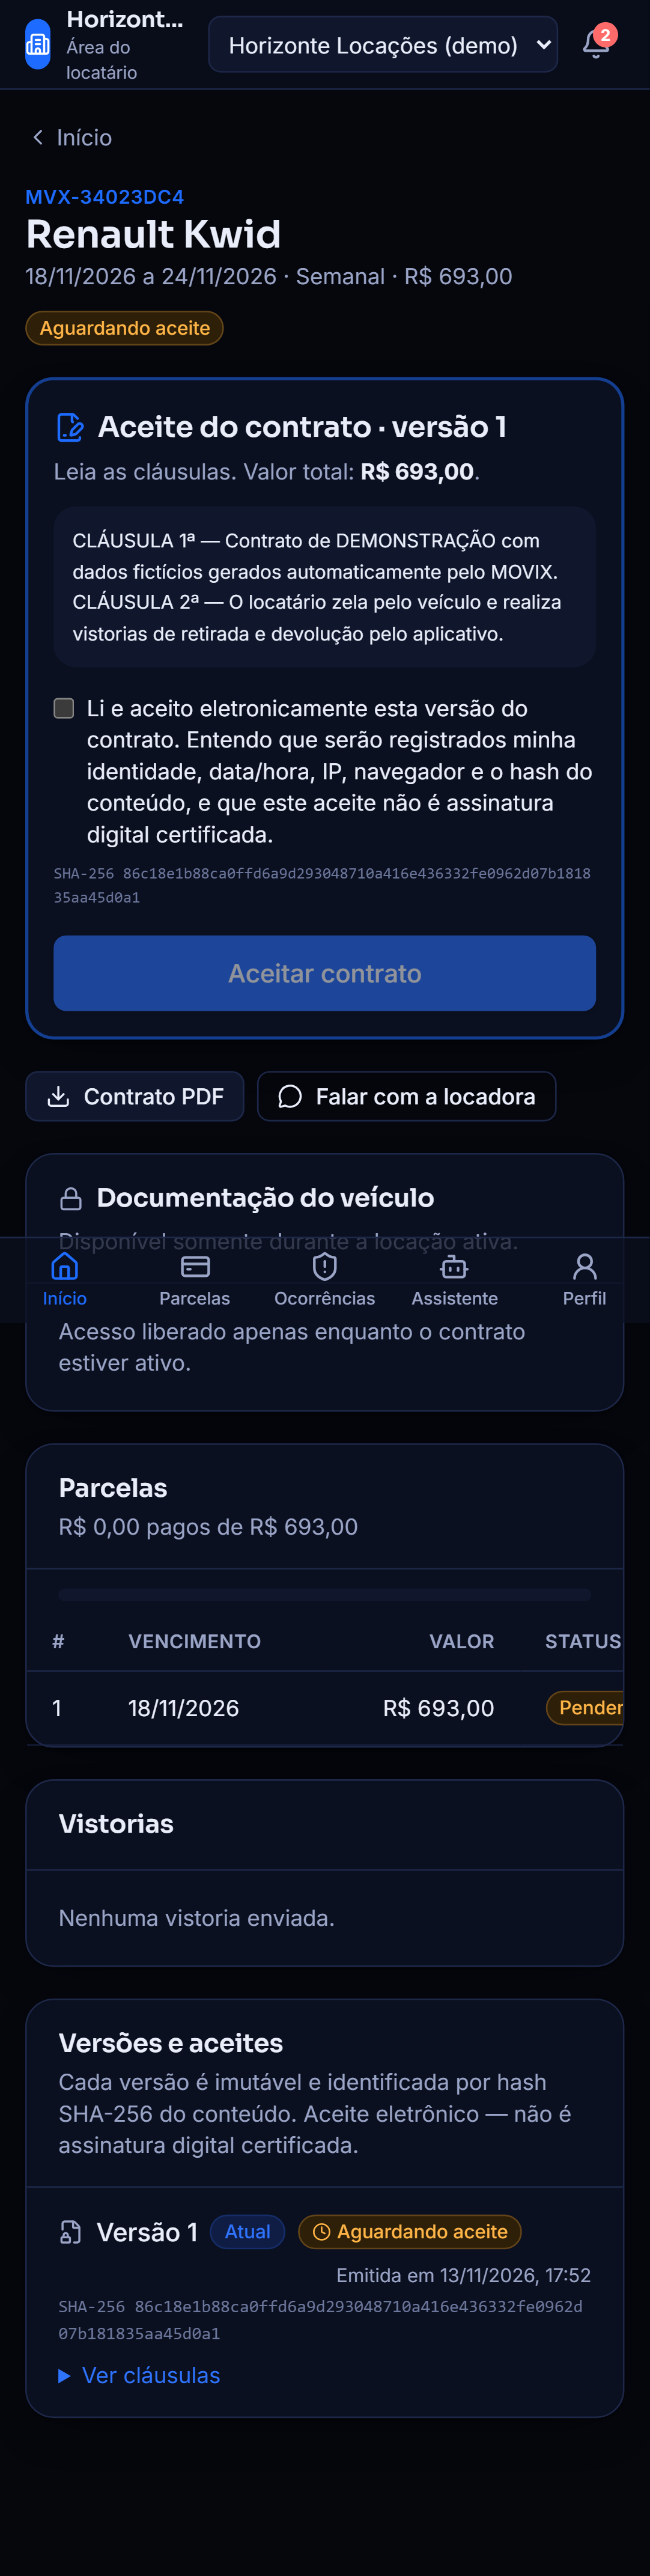 Horizont...
Área do
locatário
Horizonte Locações (demo)
2
Início
MVX-34023DC4
Renault Kwid
18/11/2026 a 24/11/2026 · Semanal · R$ 693,00
Aguardando aceite
Aceite do contrato · versão 1
Leia as cláusulas. Valor total: R$ 693,00.
CLÁUSULA 1ª — Contrato de DEMONSTRAÇÃO com
dados fictícios gerados automaticamente pelo MOVIX.
CLÁUSULA 2ª — O locatário zela pelo veículo e realiza
vistorias de retirada e devolução pelo aplicativo.
Li e aceito eletronicamente esta versão do
contrato. Entendo que serão registrados minha
identidade, data/hora, IP, navegador e o hash do
conteúdo, e que este aceite não é assinatura
digital certificada.
SHA-256 86c18e1b88ca0ffd6a9d293048710a416e436332fe0962d07b1818
35aa45d0a1
Aceitar contrato
Contrato PDF
Falar com a locadora
Documentação do veículo
Disponível somente durante a locação ativa.
Início
Parcelas
Ocorrências
Assistente
Perfil
Acesso liberado apenas enquanto o contrato
estiver ativo.
Parcelas
R$ 0,00 pagos de R$ 693,00
# VENCIMENTO VALOR STATUS
1 18/11/2026 R$ 693,00 Pender
Vistorias
Nenhuma vistoria enviada.
Versões e aceites
Cada versão é imutável e identificada por hash
SHA-256 do conteúdo. Aceite eletrônico — não é
assinatura digital certificada.
Versão 1 Atual Aguardando aceite
Emitida em 13/11/2026, 17:52
SHA-256 86c18e1b88ca0ffd6a9d293048710a416e436332fe0962d
07b181835aa45d0a1
Ver cláusulas